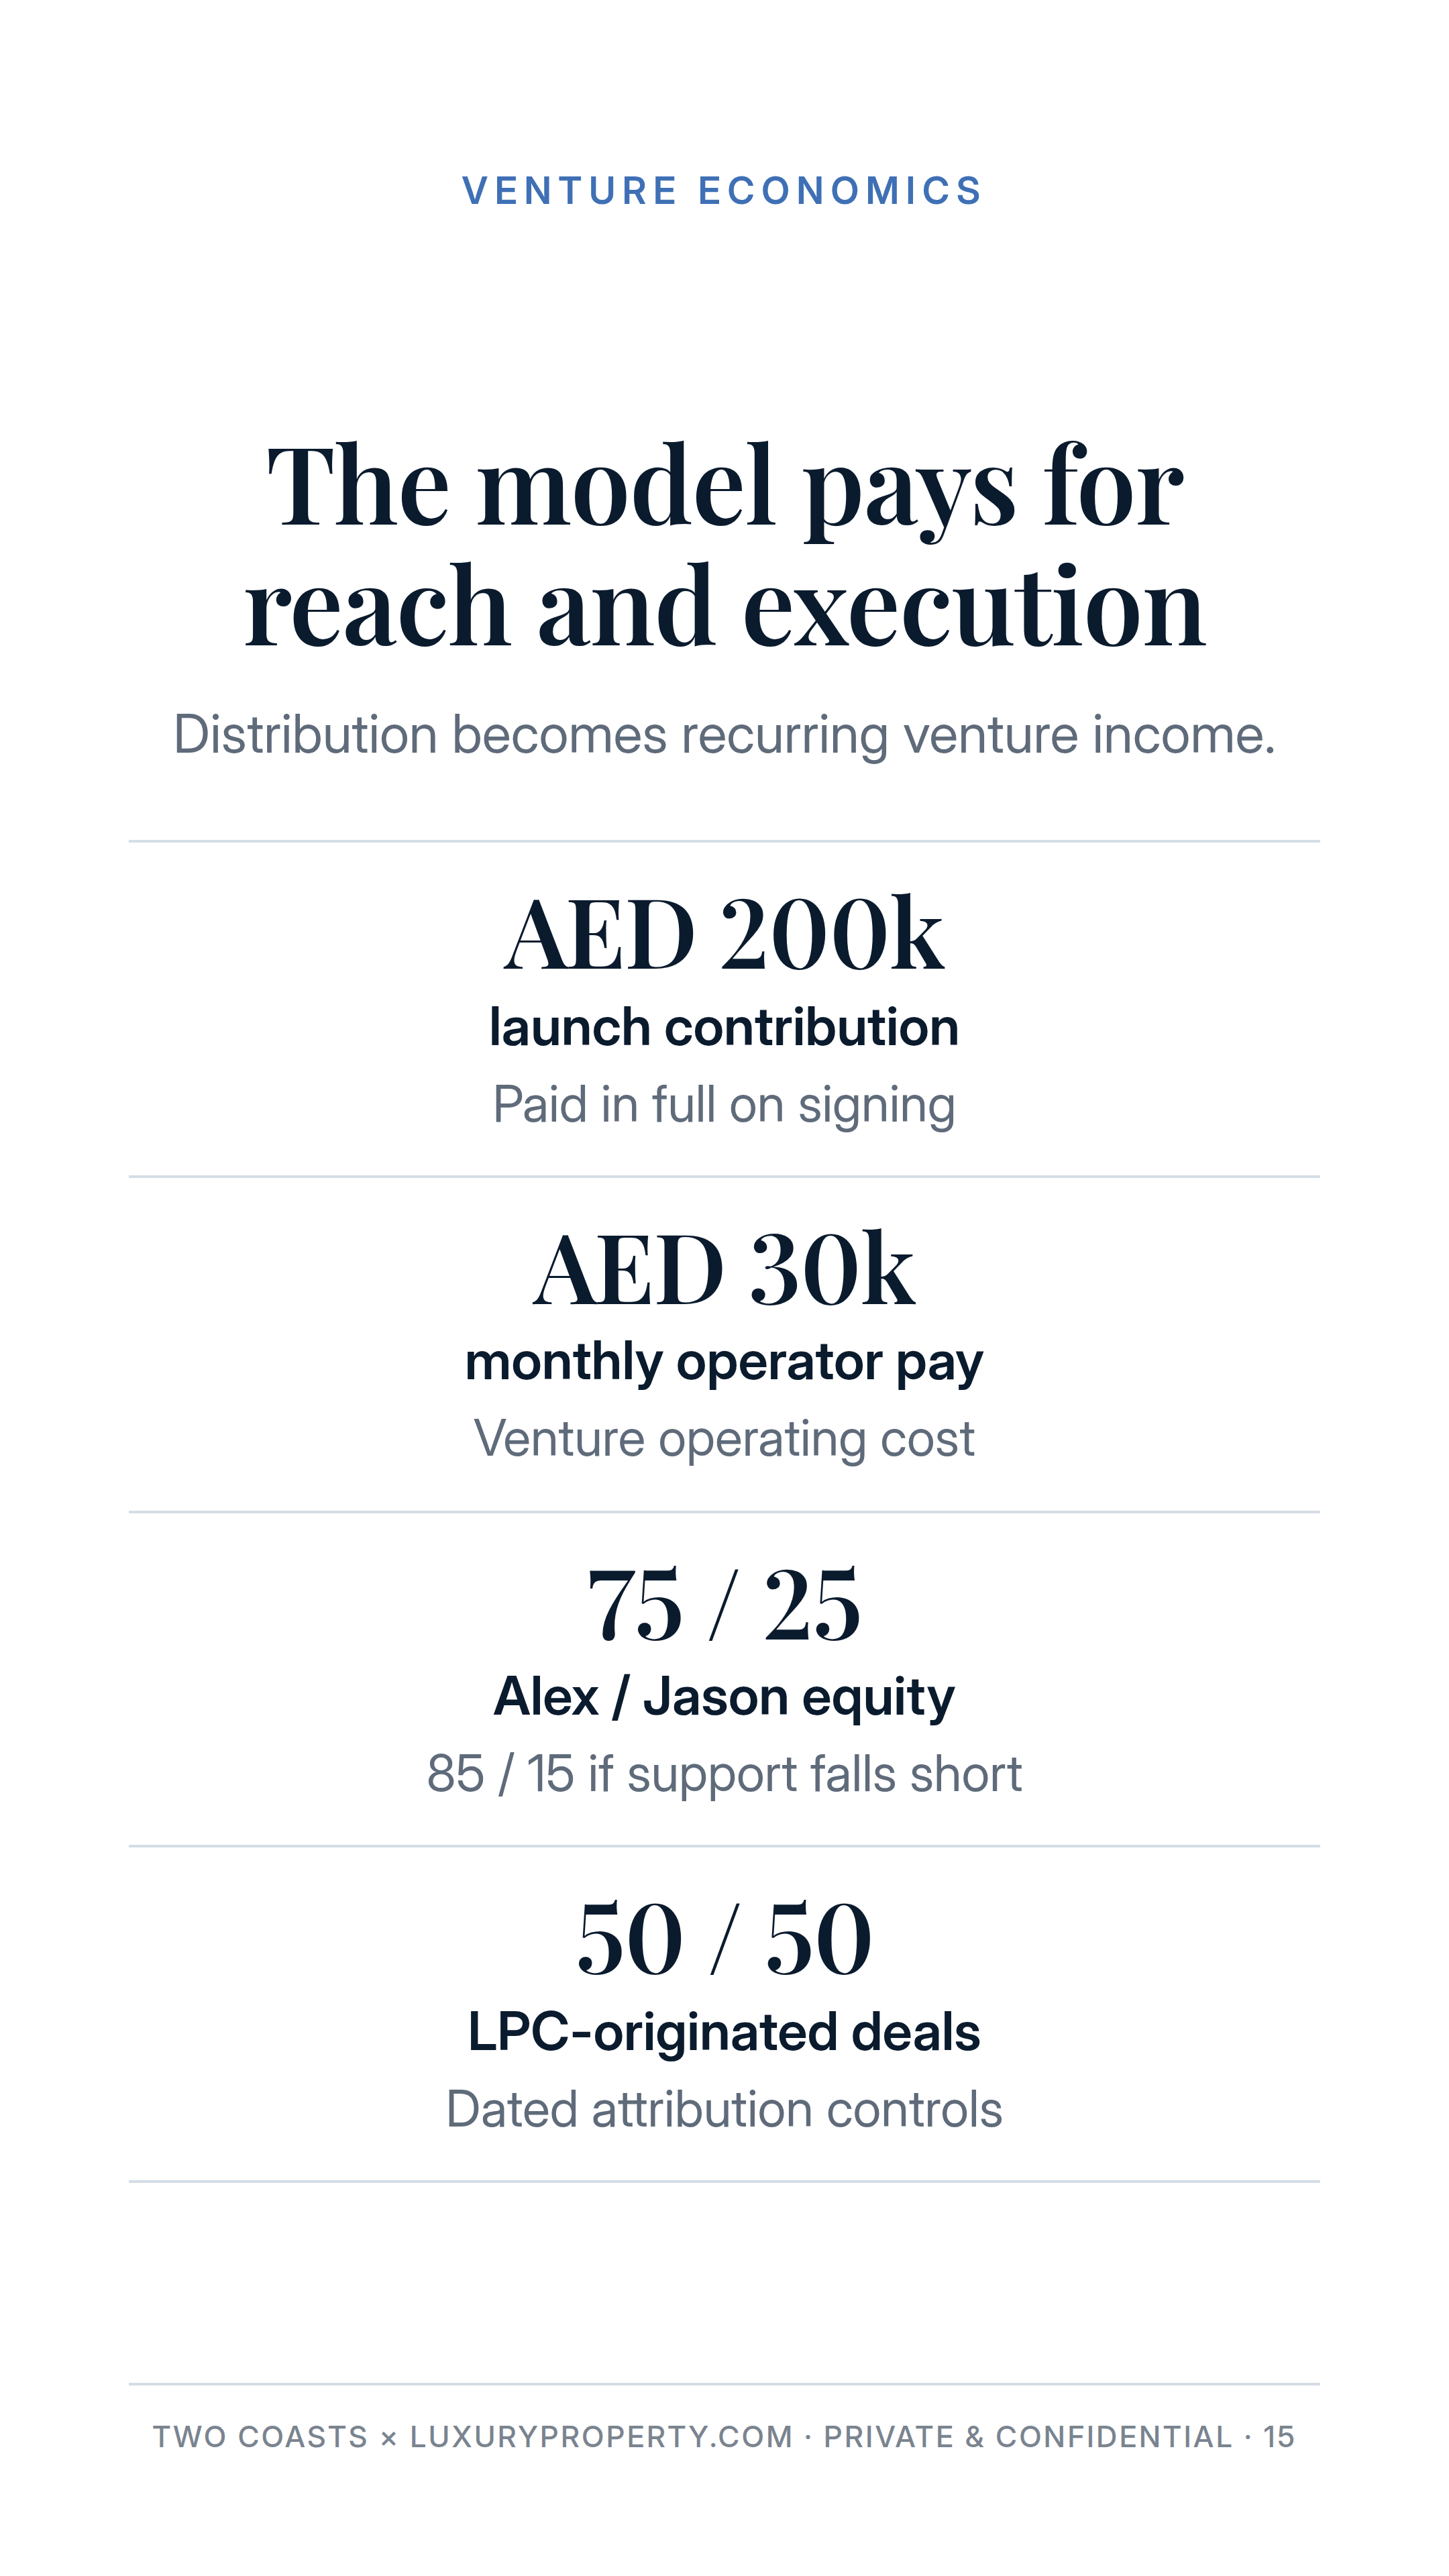 VENTURE ECONOMICS
The model pays for
reach and execution
Distribution becomes recurring venture income.
AED 200k
launch contribution
Paid in full on signing
AED 30k
monthly operator pay
Venture operating cost
75 / 25
Alex / Jason equity
85 / 15 if support falls short
50 / 50
LPC-originated deals
Dated attribution controls
TWO COASTS × LUXURYPROPERTY.COM · PRIVATE & CONFIDENTIAL · 15